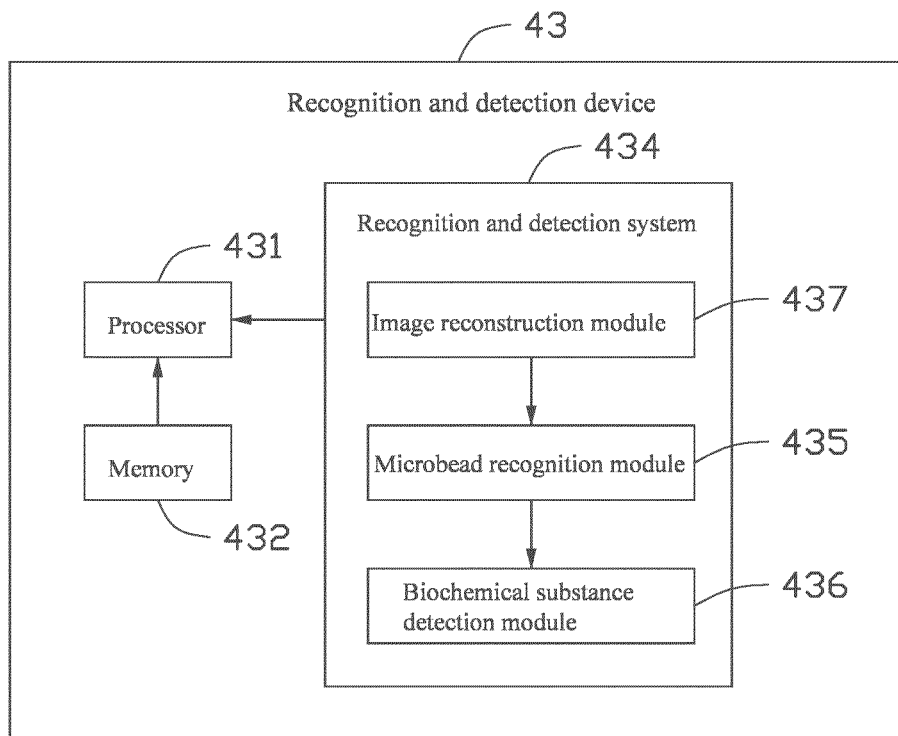 43
Recognition and detection device
434
Recognition and detection system
431
Processor
Image reconstruction module
437
Memory
Microbead recognition module
435
432
Biochemical substance
detection module
436